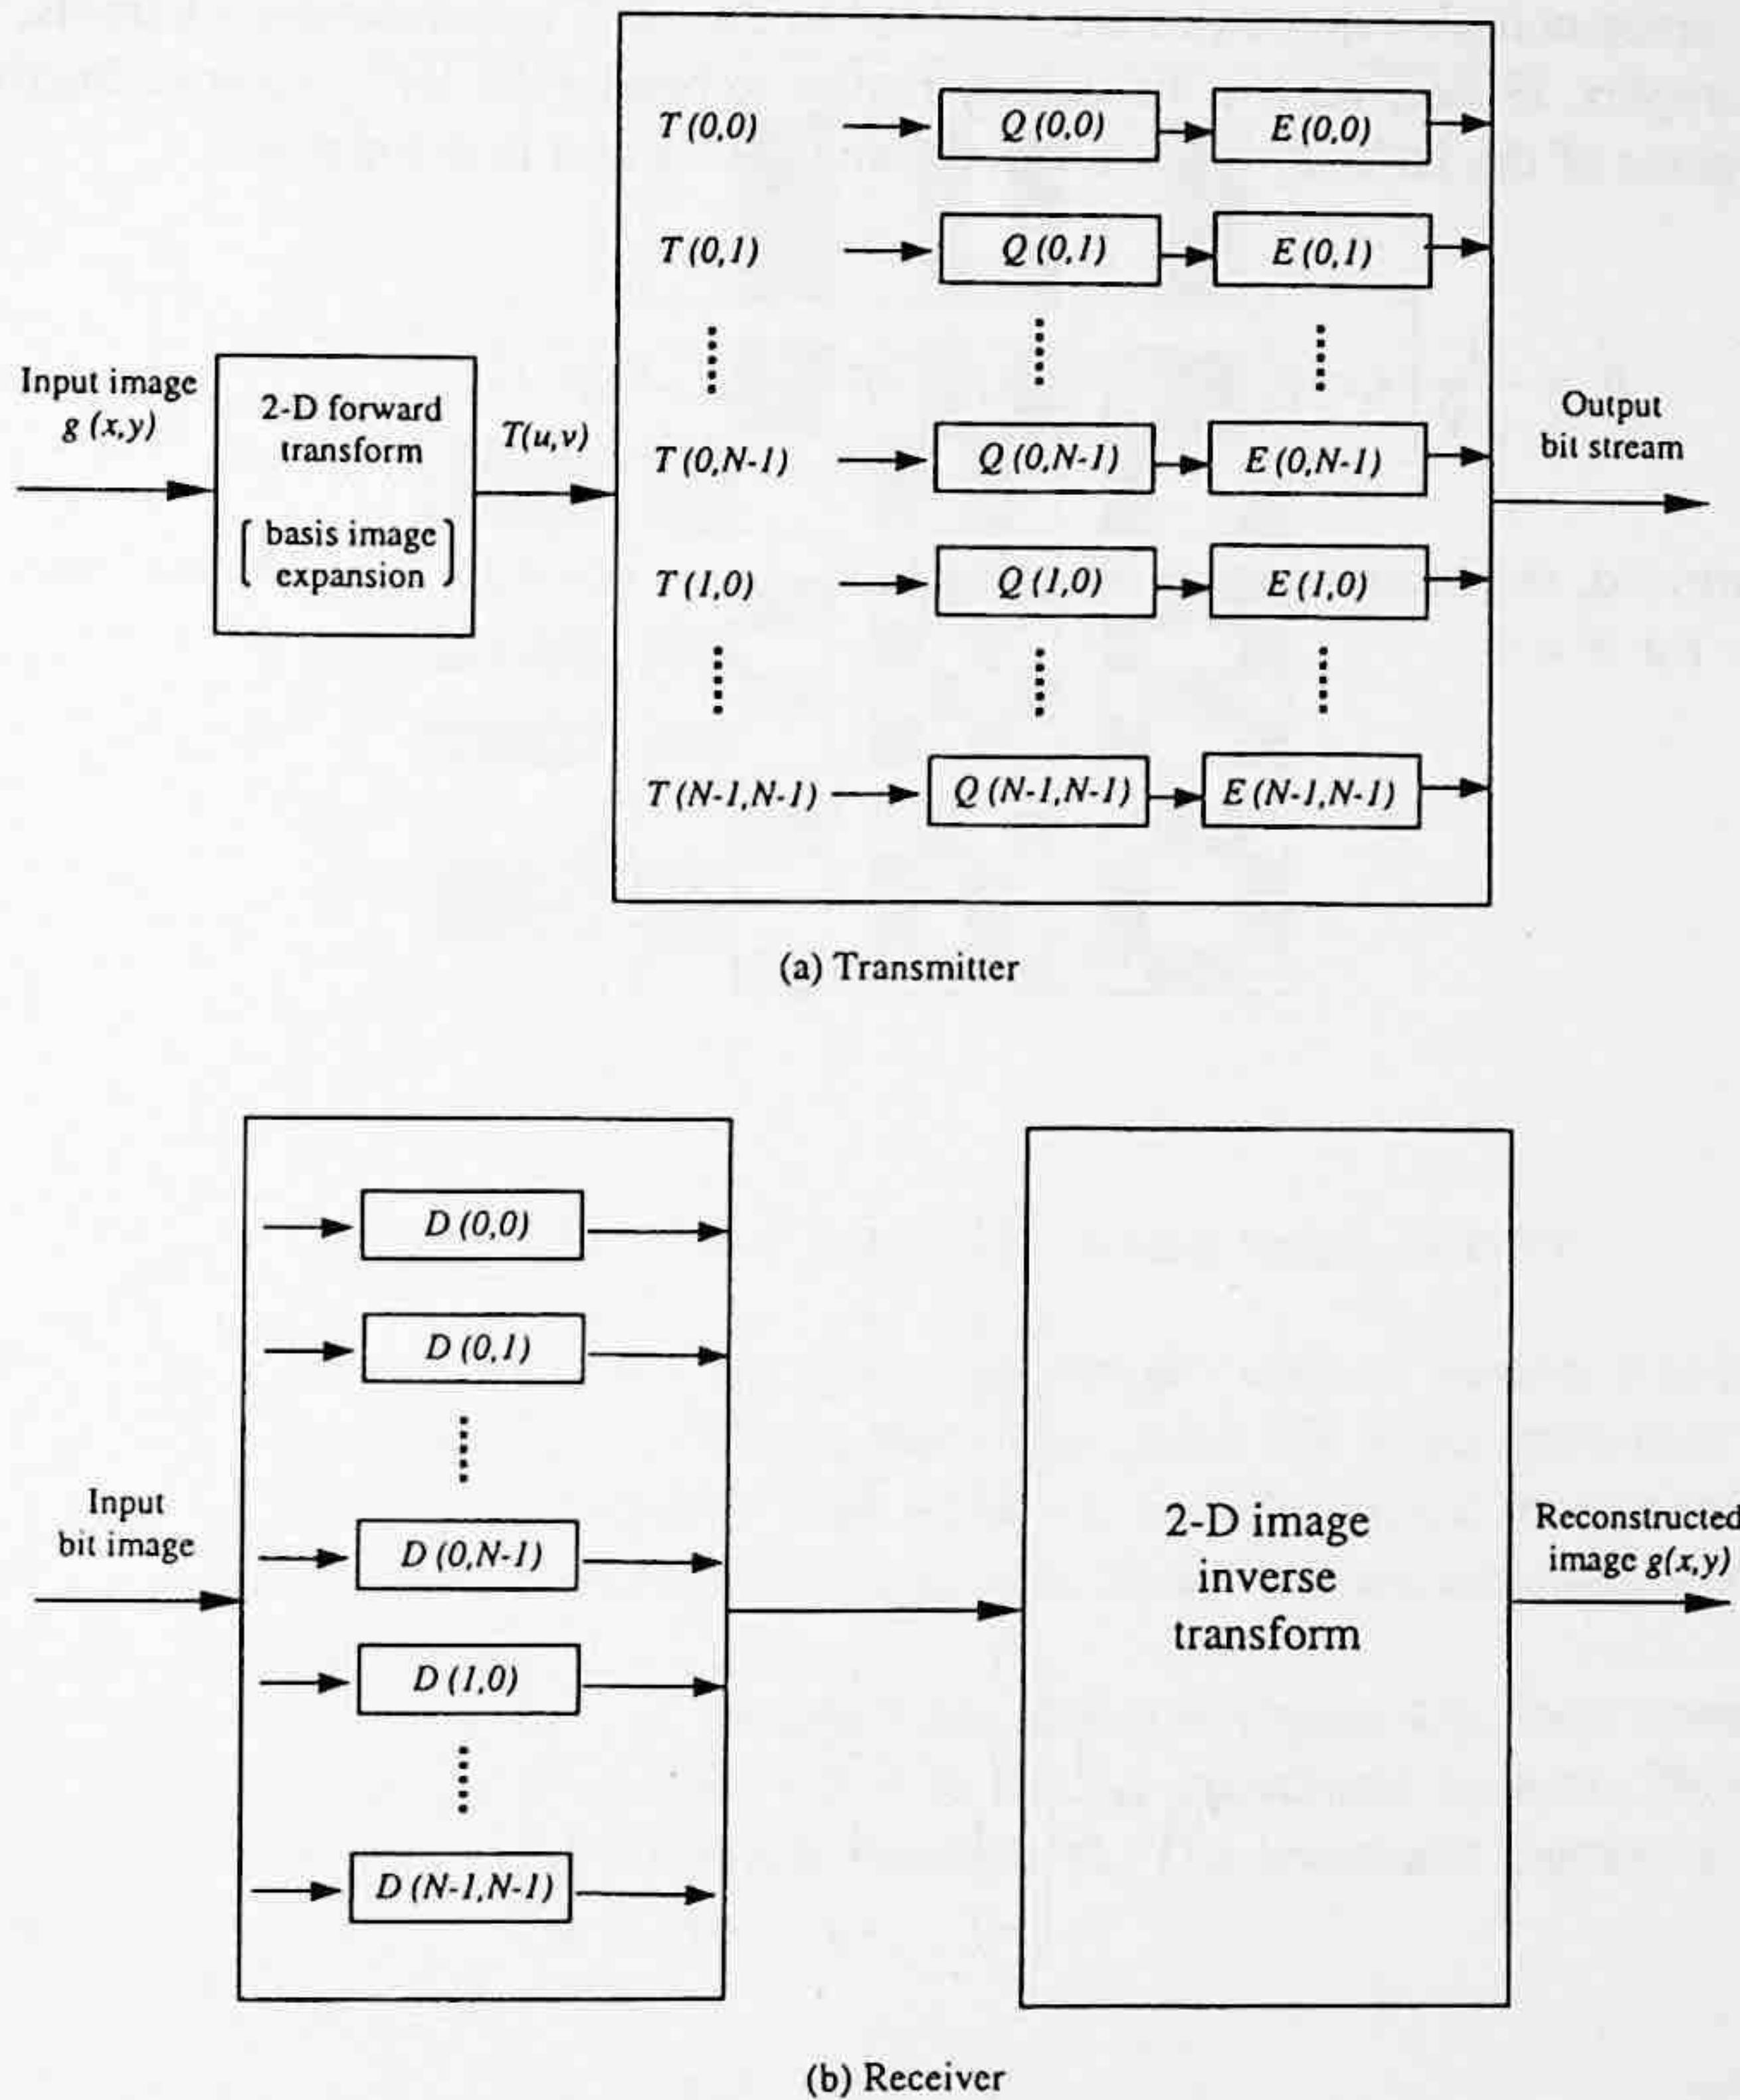 T (0,0) Q (0,0) E (0,0)
T (0,1) Q (0,1) E (0,1)
Input image
g (x,y)
2-D forward
transform
basis image
expansion
T(u,v)
T (0,N-1) Q (0,N-1) E (0,N-1)
T (1,0) Q (1,0) E (1,0)
T (N-1,N-1) Q (N-1,N-1) E (N-1,N-1)
Output
bit stream
(a) Transmitter
D (0,0)
D (0,1)
Input
bit image
D (0,N-1)
D (1,0)
D (N-1,N-1)
2-D image
inverse
transform
Reconstructed
image g(x,y)
(b) Receiver